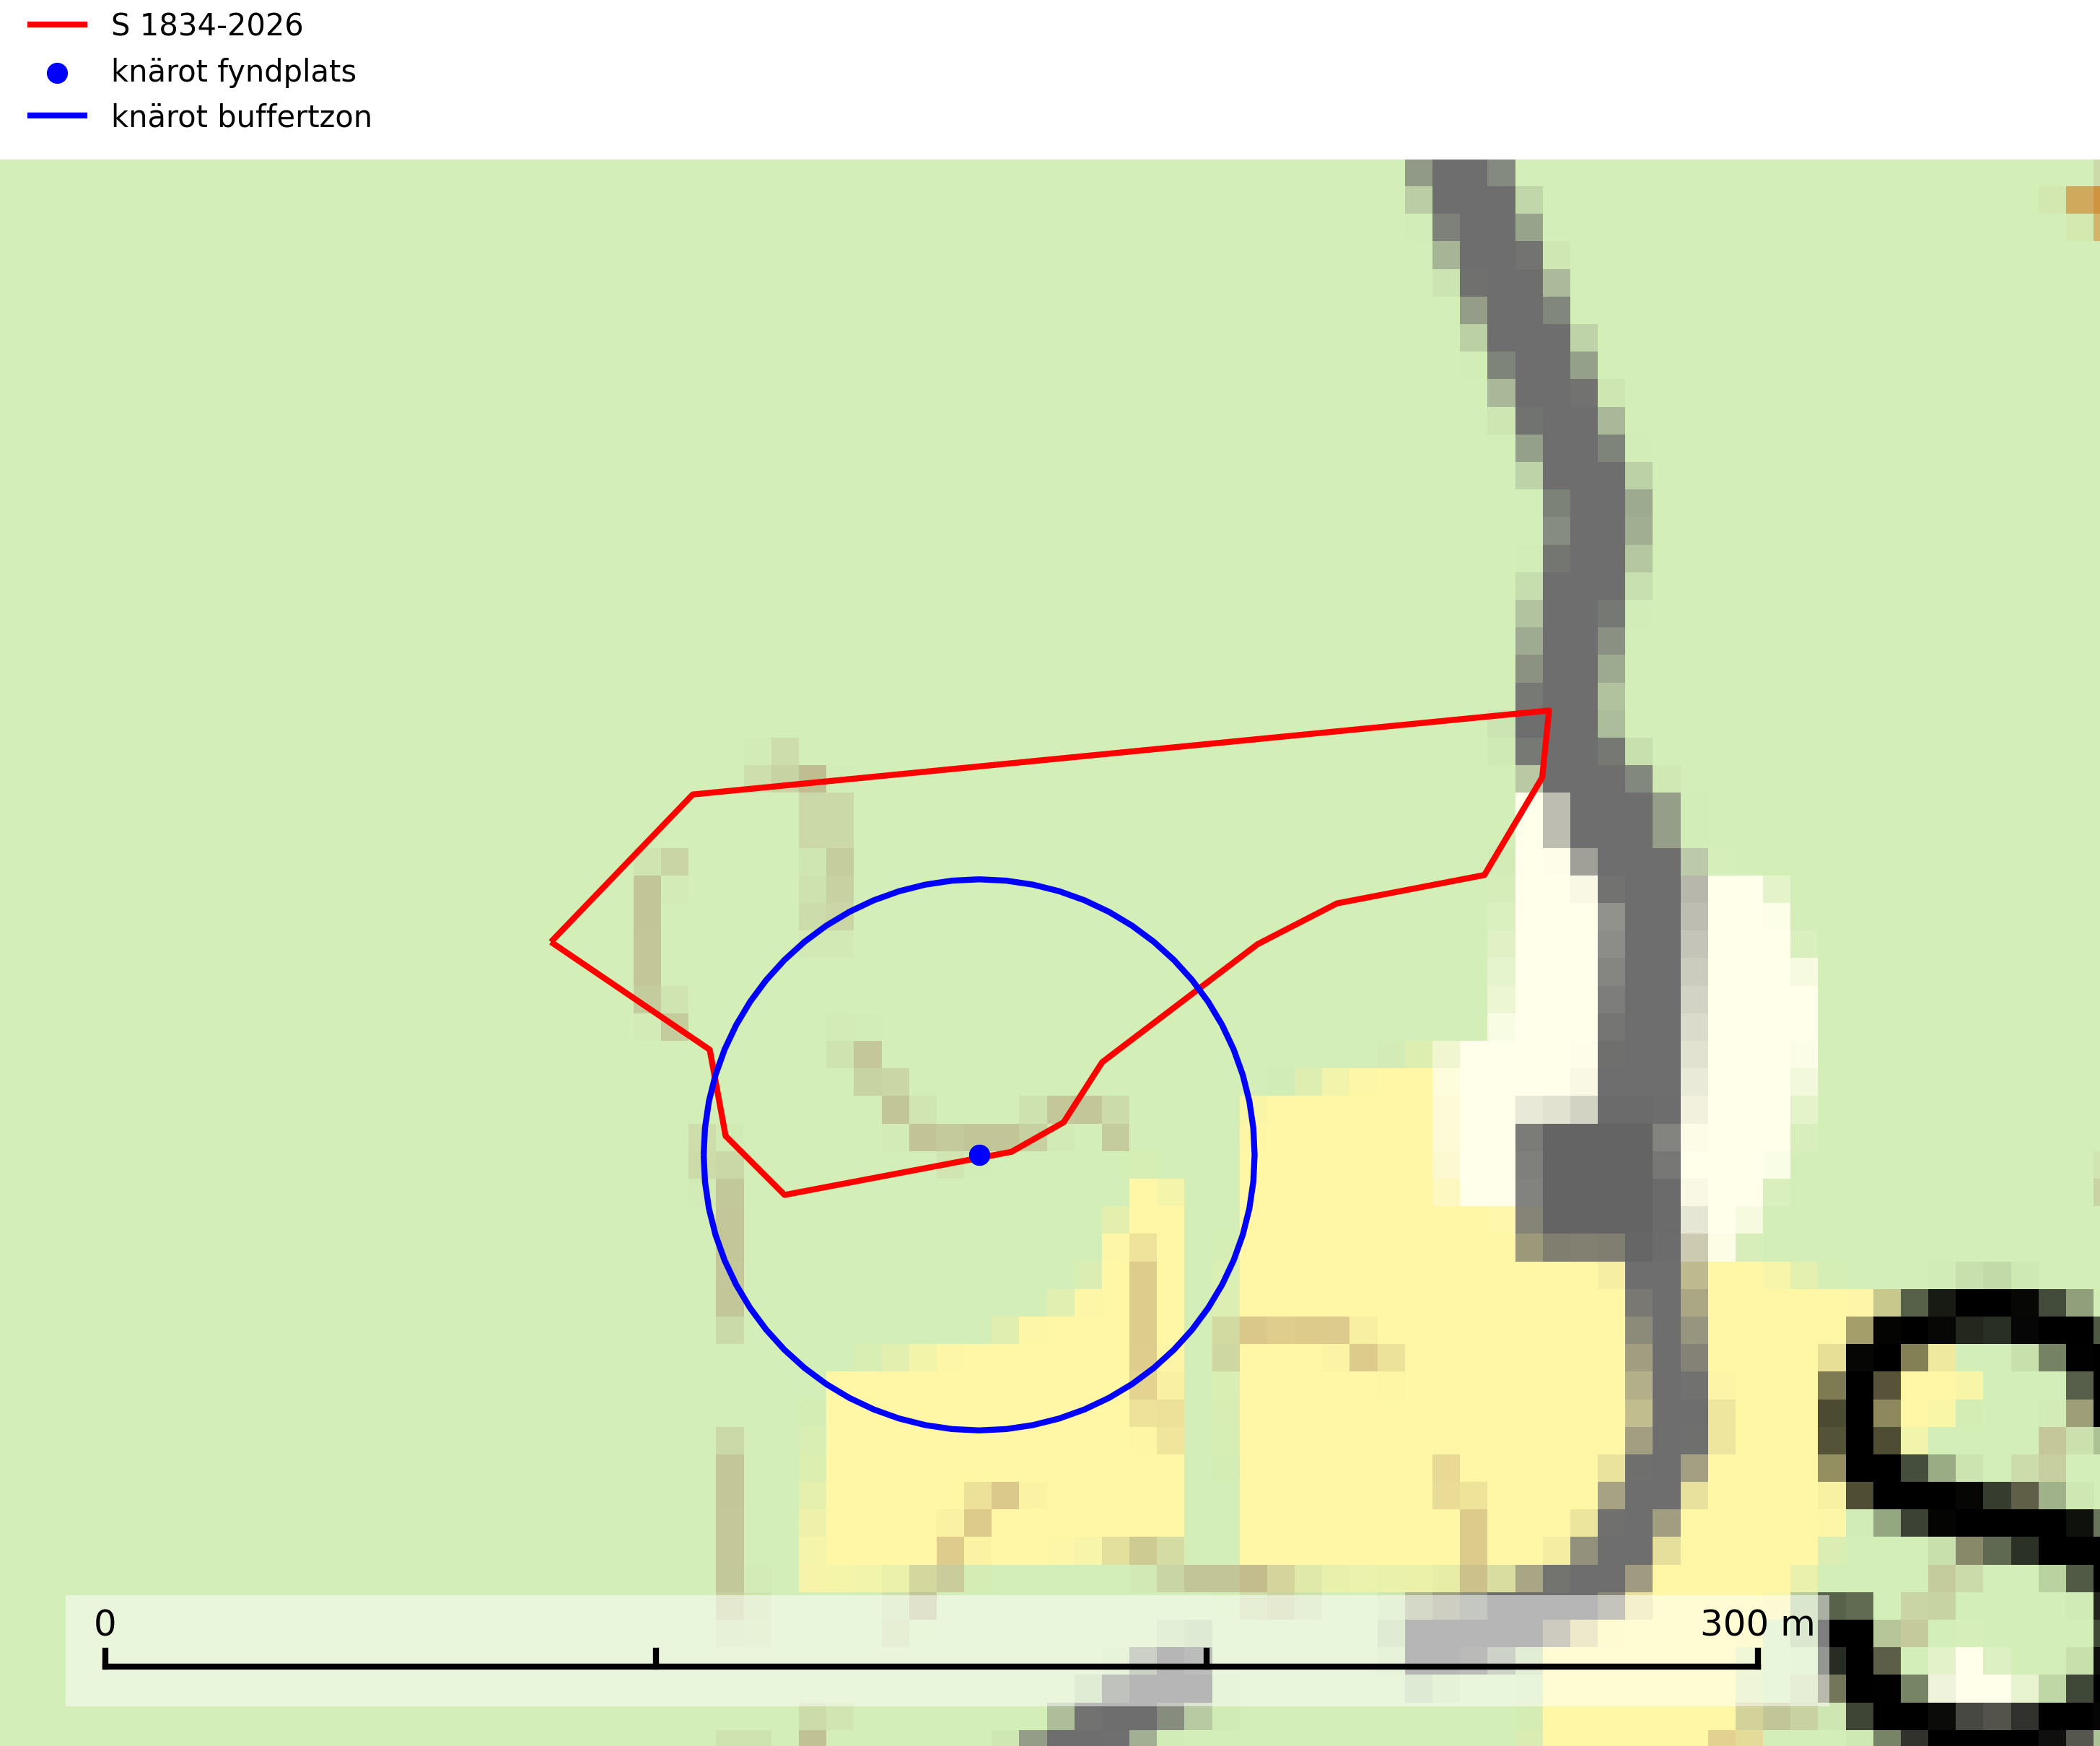 S 1834-2026
knärot fyndplats
knärot buffertzon
0
300 m